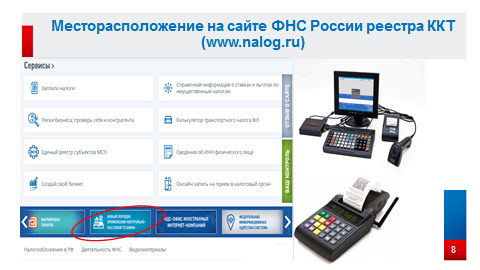 Месторасположение на сайте ФНС России реестра ККТ
(www.nalog.ru)
Сервисы >
Заплати налоги
Справочная информация о ставках и льготах по
имущественным налогам
Риски бизнеса: проверь себя и контрагента
Калькулятор транспортного налога ФЛ
Единый реестр субъектов МСП
Сведения об ИНН физического лица
Создай свой бизнес
Онлайн запись на прием в налоговый орган
ОТЗЫВ О САЙТЕ
ВАШ КОНТРОЛЬ
МАРКИРОВКА
ТОВАРОВ
НОВЫЙ ПОРЯДОК
ПРИМЕНЕНИЯ КОНТРОЛЬНО-
КАССОВОЙ ТЕХНИКИ
НДС-ОФИС ИНОСТРАННЫХ
ИНТЕРНЕТ-КОМПАНИЙ
ФЕДЕРАЛЬНАЯ
ИНФОРМАЦИОННАЯ
АДРЕСНАЯ СИСТЕМА
Налогообложение в РФ Деятельность ФНС Видеоматериалы
8